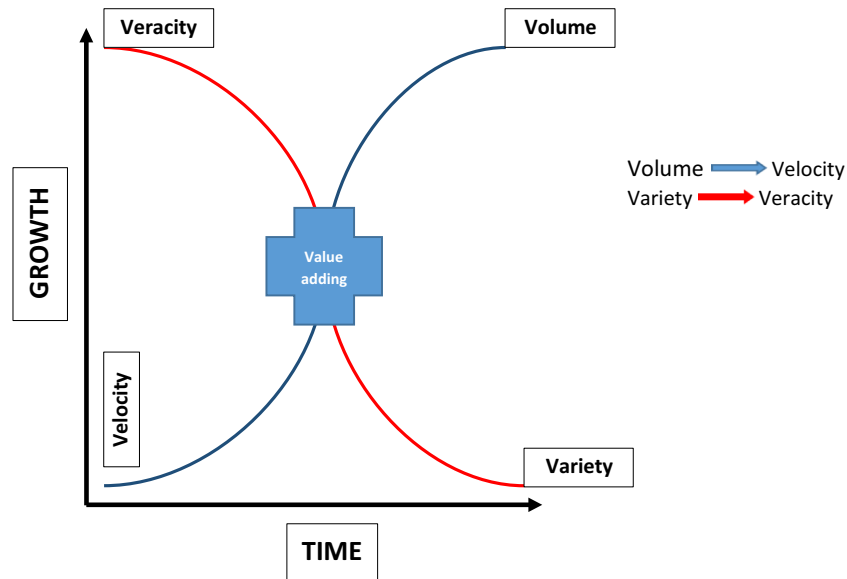 Veracity
Volume
Volume Velocity
Variety Veracity
GROWTH
Value
adding
Velocity
Variety
TIME